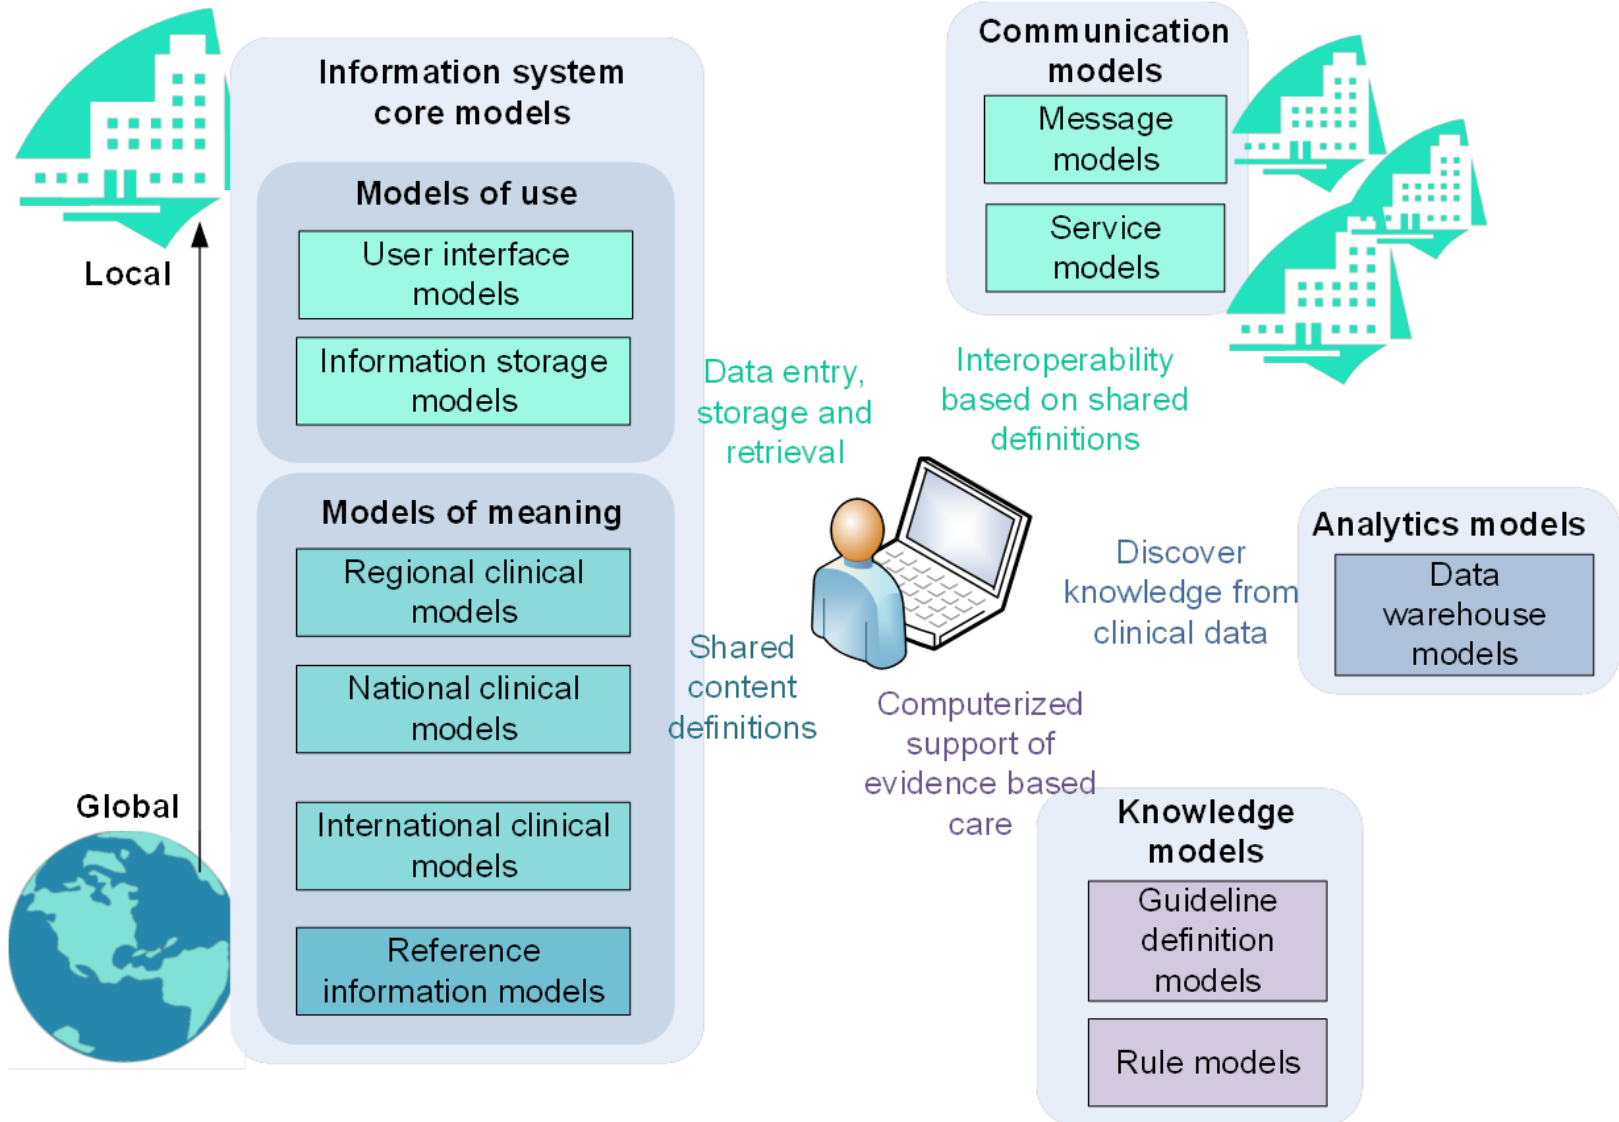 Local
Global
Information system
core models
Models of use
User interface
models
Information storage
models
Models of meaning
Regional clinical
models
National clinical
models
International clinical
models
Reference
information models
Data entry,
storage and
retrieval
Shared
content
definitions
Communication
models
Message
models
Service
models
Interoperability
based on shared
definitions
Discover
knowledge from
clinical data
Analytics models
Data
warehouse
models
Computerized
support of
evidence based
care
Knowledge
models
Guideline
definition
models
Rule models